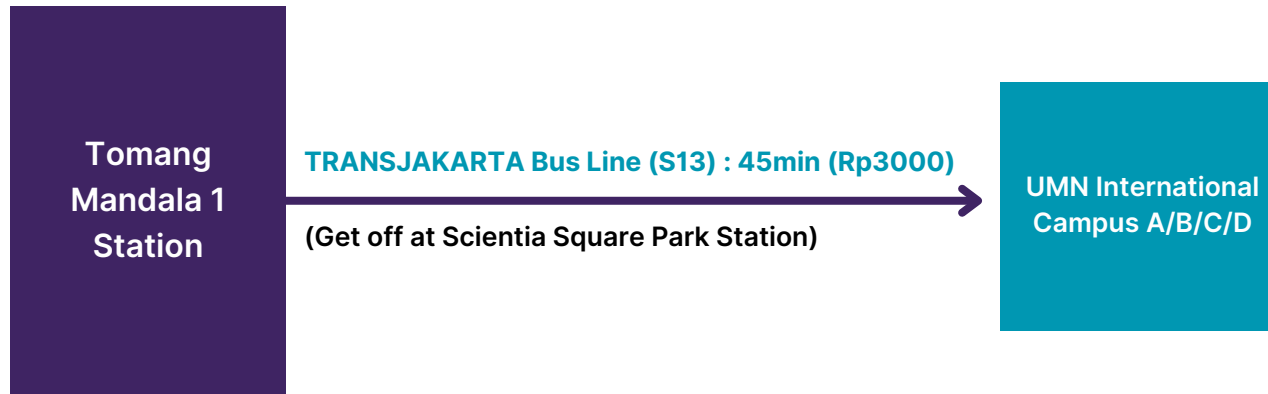 Tomang
Mandala 1
Station
TRANSJAKARTA Bus Line (S13) : 45min (Rp3000)
(Get off at Scientia Square Park Station)
UMN International
Campus A/B/C/D